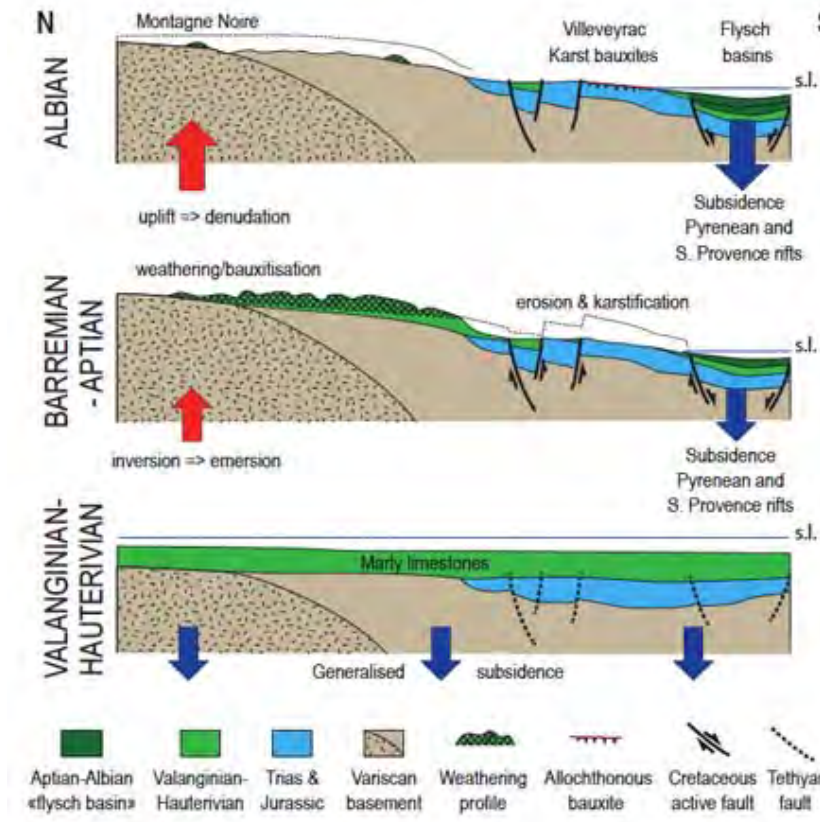 N
S
Montagne Noire
Villeveyrac
Karst bauxites
Flysch
basins
s.l.
ALBIAN
uplift => denudation
Subsidence
Pyrenean and
S. Provence rifts
weathering/bauxitisation
erosion & karstification
s.l.
BARREMIAN
- APTIAN
inversion => emersion
Subsidence
Pyrenean and
S. Provence rifts
s.l.
Marly limestones
VALANGINIAN-
HAUTERIVIAN
Generalised subsidence
Aptian-Albian
«flysch basin»
Valanginian-
Hauterivian
Trias &
Jurassic
Variscan
basement
Weathering
profile
Allochthonous
bauxite
Cretaceous
active fault
Tethyan
fault